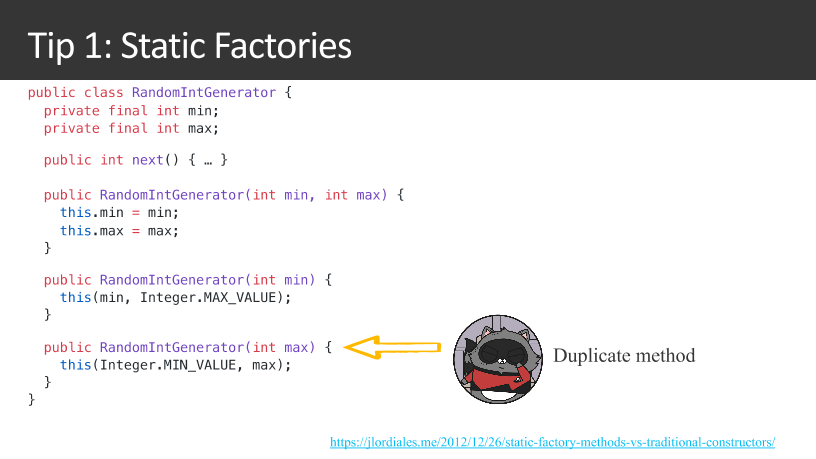 Tip 1: Static Factories
public class RandomIntGenerator {
private final int min;
private final int max;
public int next() { … }
public RandomIntGenerator(int min, int max) {
this.min = min;
this.max = max;
}
public RandomIntGenerator(int min) {
this(min, Integer.MAX_VALUE);
}
public RandomIntGenerator(int max) {
this(Integer.MIN_VALUE, max);
}
}
Duplicate method
https://jlordiales.me/2012/12/26/static-factory-methods-vs-traditional-constructors/